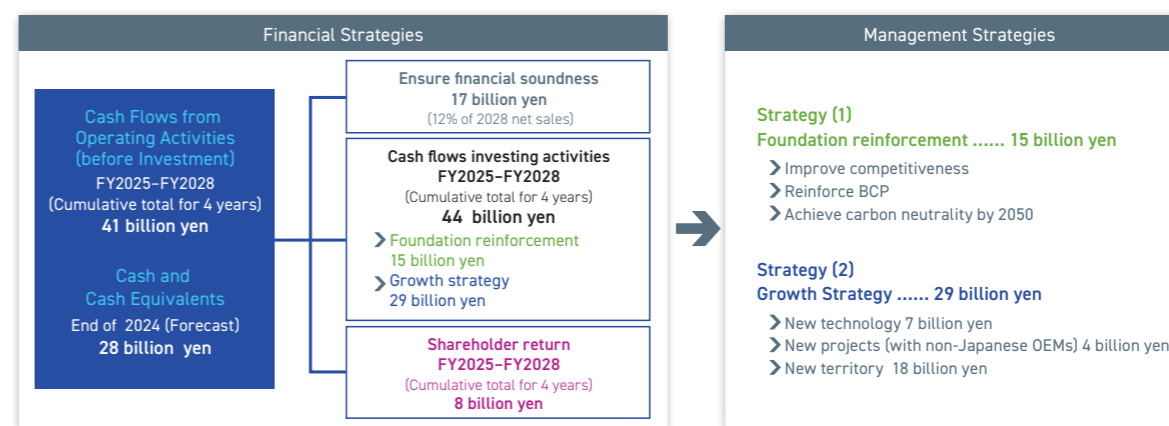 Financial Strategies
Cash Flows from
Operating Activities
(before Investment)
FY2025–FY2028
(Cumulative total for 4 years)
41 billion yen
Cash and
Cash Equivalents
End of 2024 (Forecast)
28 billion yen
Ensure financial soundness
17 billion yen
(12% of 2028 net sales)
Cash flows investing activities
FY2025–FY2028
(Cumulative total for 4 years)
44 billion yen
Foundation reinforcement
15 billion yen
Growth strategy
29 billion yen
Shareholder return
FY2025–FY2028
(Cumulative total for 4 years)
8 billion yen
Management Strategies
Strategy (1)
Foundation reinforcement ...... 15 billion yen
Improve competitiveness
Reinforce BCP
Achieve carbon neutrality by 2050
Strategy (2)
Growth Strategy ...... 29 billion yen
New technology 7 billion yen
New projects (with non-Japanese OEMs) 4 billion yen
New territory 18 billion yen